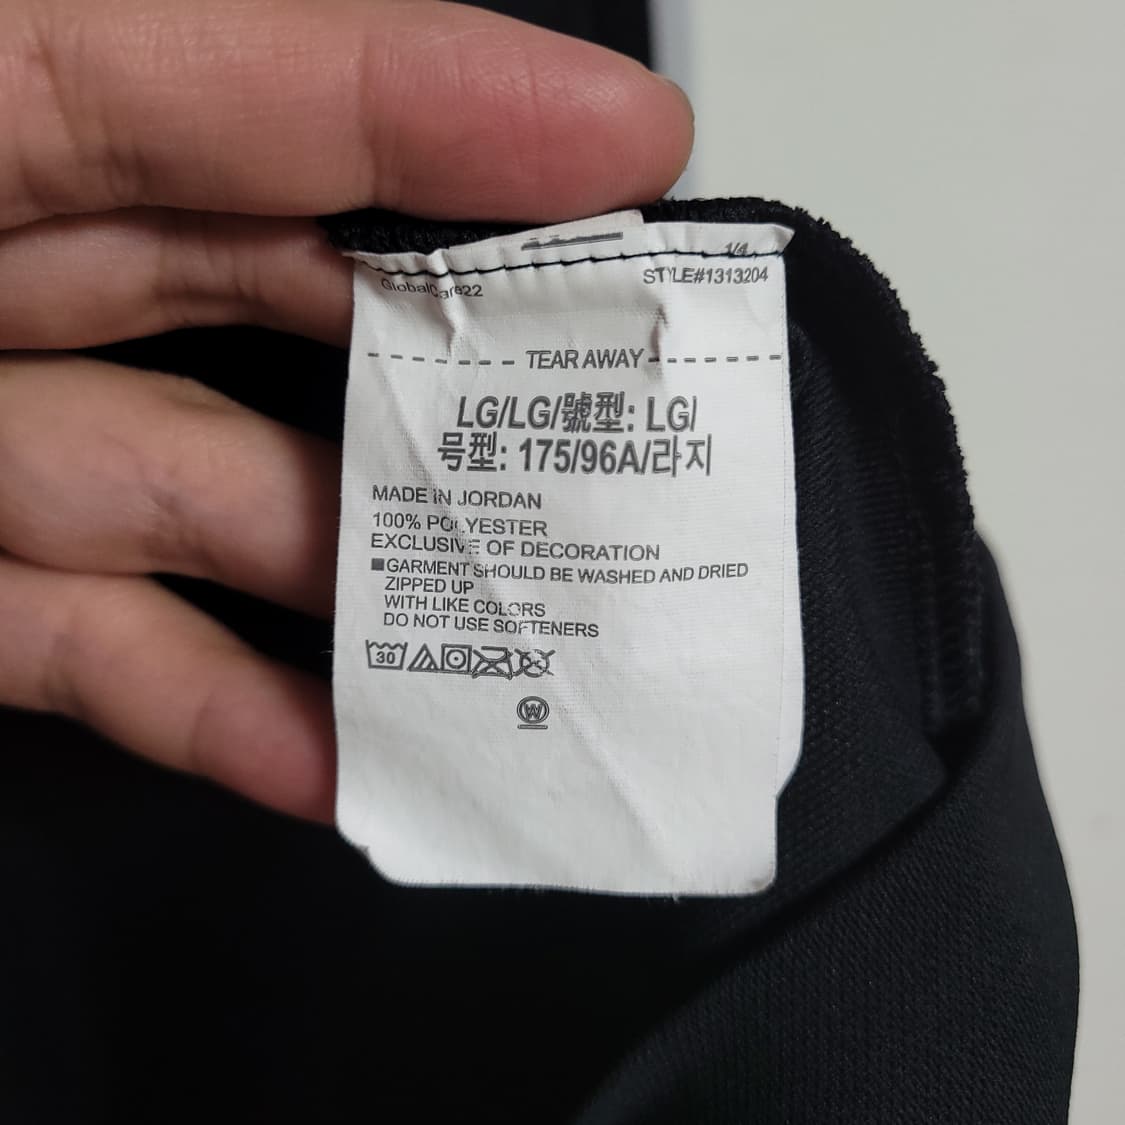 1/4
GlobalCare22
STYLE#1313204
TEAR AWAY
LG/LG/號型: LG/
号型: 175/96A/라지
MADE IN JORDAN
100% POLYESTER
EXCLUSIVE OF DECORATION
■GARMENT SHOULD BE WASHED AND DRIED
ZIPPED UP
WITH LIKE COLORS
DO NOT USE SOFTENERS
30
W